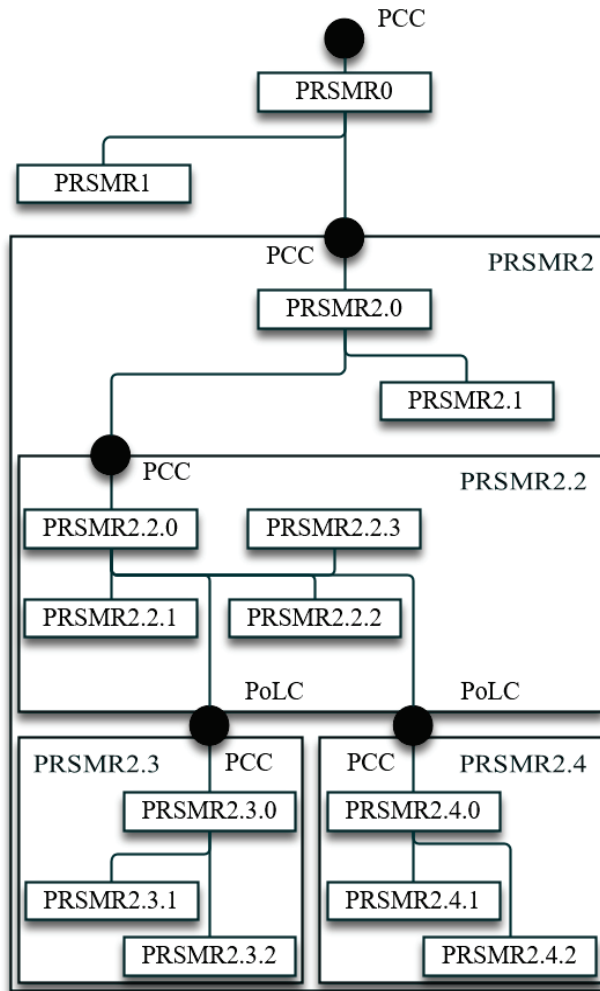 PCC
PRSMR0
PRSMR1
PCC
PRSMR2
PRSMR2.0
PRSMR2.1
PCC
PRSMR2.2
PRSMR2.2.0
PRSMR2.2.3
PRSMR2.2.1
PRSMR2.2.2
PoLC
PoLC
PRSMR2.3
PCC
PCC
PRSMR2.4
PRSMR2.3.0
PRSMR2.4.0
PRSMR2.3.1
PRSMR2.4.1
PRSMR2.3.2
PRSMR2.4.2